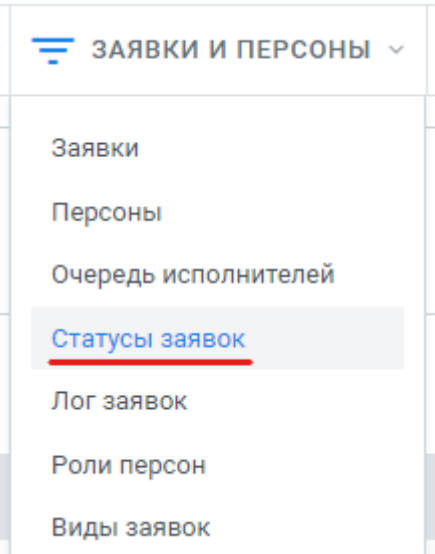 ЗАЯВКИ И ПЕРСОНЫ
Заявки
Персоны
Очередь исполнителей
Статусы заявок
Лог заявок
Роли персон
Виды заявок